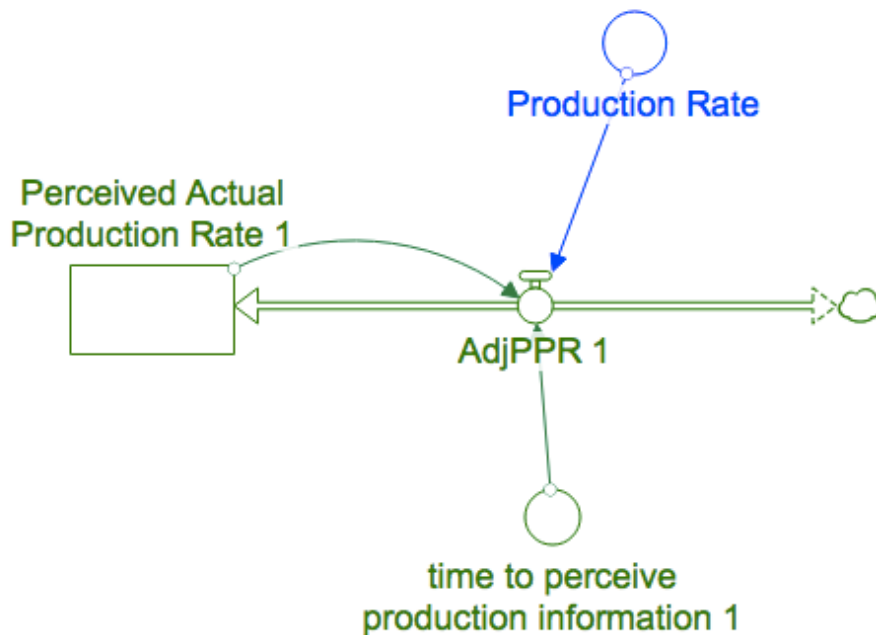 Production Rate
Perceived Actual
Production Rate 1
AdjPPR 1
time to perceive
production information 1